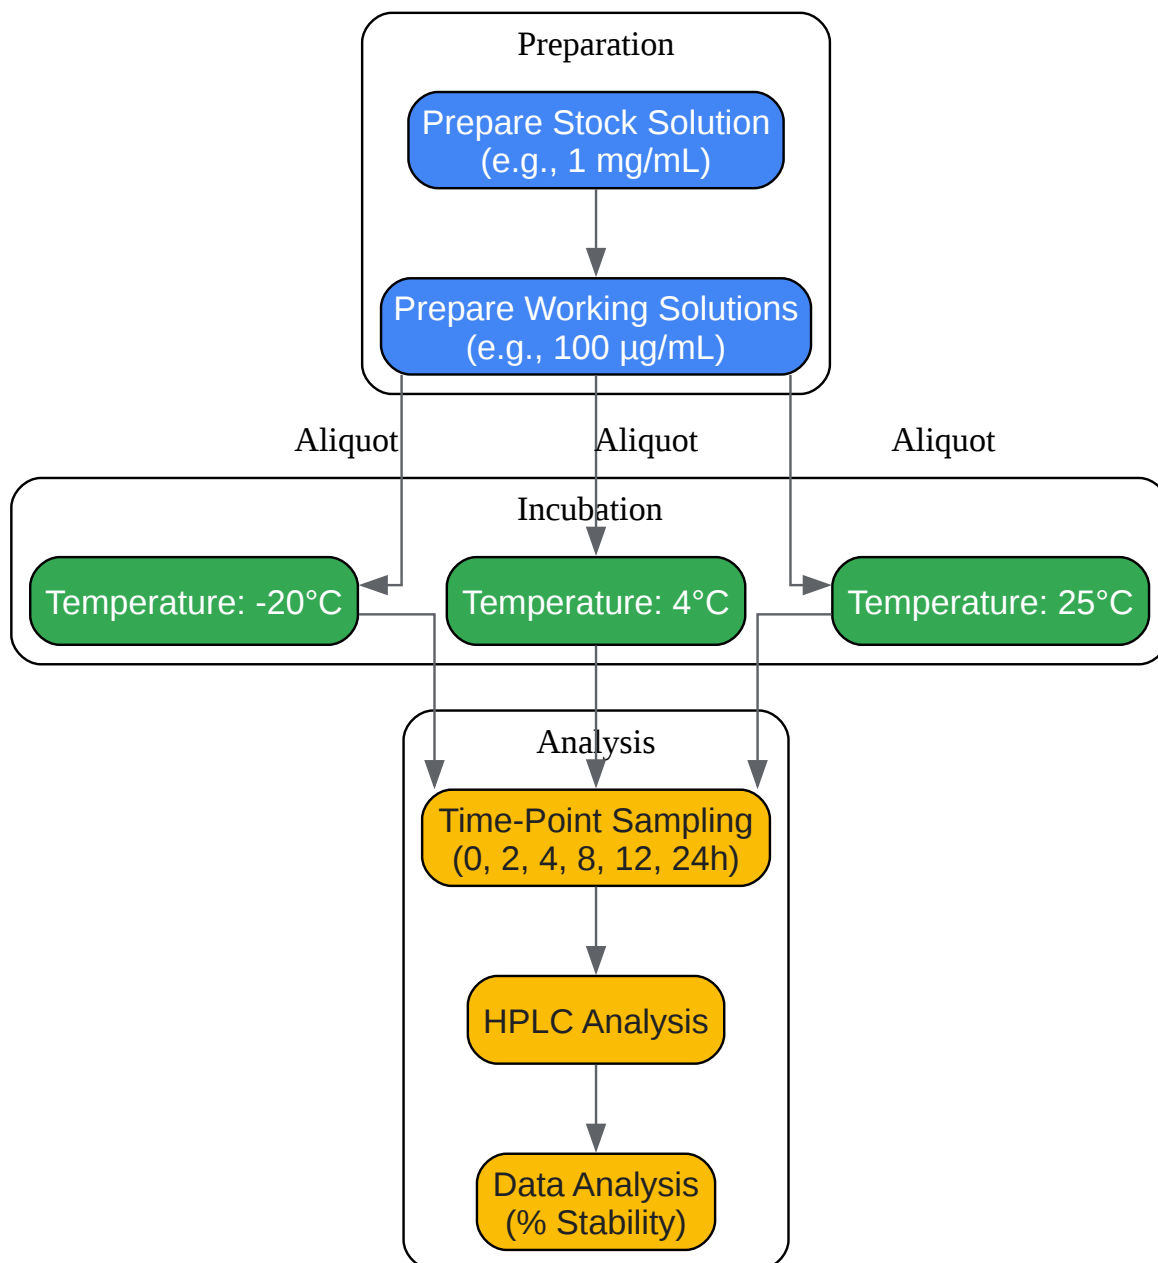 Preparation
Prepare Stock Solution
(e.g., 1 mg/mL)
Prepare Working Solutions
(e.g., 100 µg/mL)
Aliquot
Aliquot
Aliquot
Incubation
Temperature: -20°C
Temperature: 4°C
Temperature: 25°C
Analysis
Time-Point Sampling
(0, 2, 4, 8, 12, 24h)
HPLC Analysis
Data Analysis
(% Stability)